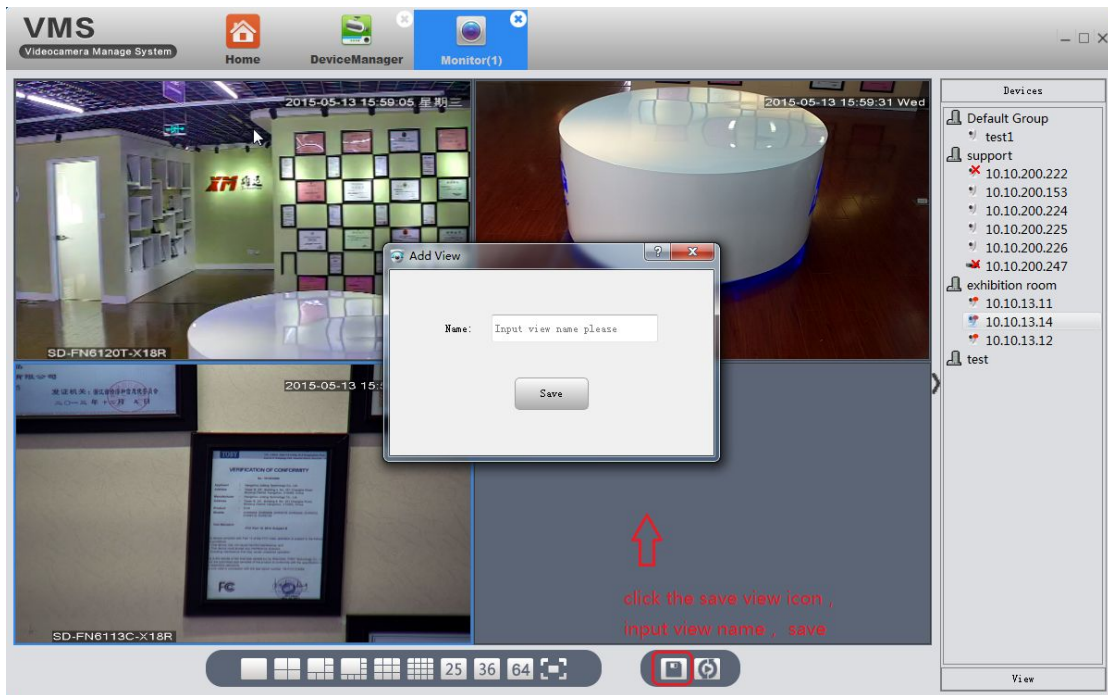 VMS
Videocamera Manage System
Home
DeviceManager
Monitor(1)
2015-05-13 15:59:05 星期三
XM 雄迈
SD-FN6120T-X18R
2015-05-13 15:59:31 Wed
Devices
Default Group
test1
support
10.10.200.222
10.10.200.153
10.10.200.224
10.10.200.225
10.10.200.226
10.10.200.247
exhibition room
10.10.13.11
10.10.13.14
10.10.13.12
test
Add View
Name:
Input view name please
Save
2015-05-13 15:5
VERIFICATION OF CONFORMITY
FC
SD-FN6113C-X18R
click the save view icon ,
input view name , save
25 36 64
View